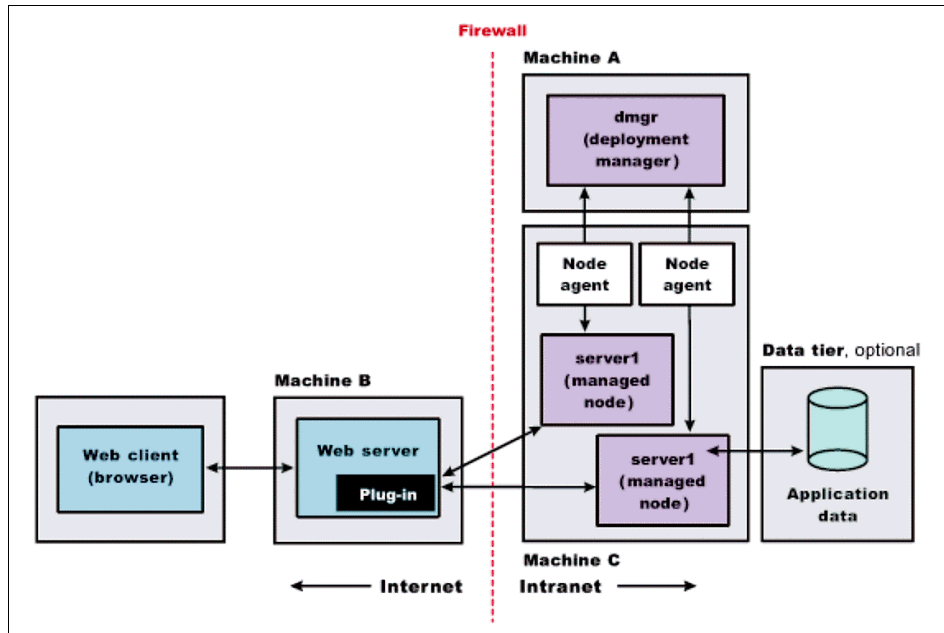 Firewall
Machine A
dmgr
(deployment
manager)
Node
agent
Node
agent
server1
(managed
node)
Data tier, optional
Machine B
Web client
(browser)
Web server
Plug-in
server1
(managed
node)
Application
data
Machine C
Internet
Intranet